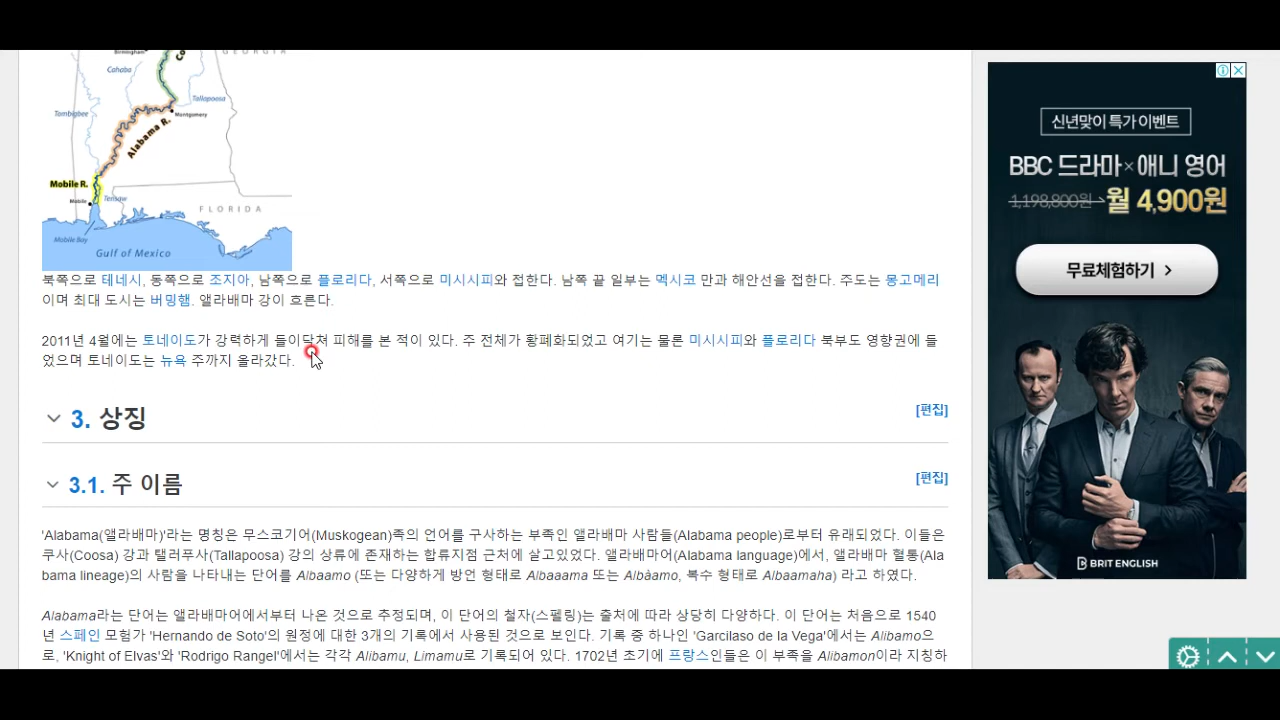 Birmingham
GEORGIA
Co
Cahaba
Tallapoosa
Tombigbee
Montgomery
Alabama R.
Mobile R.
Mobile
Tensaw
FLORIDA
Mobile Bay
Gulf of Mexico
북쪽으로 테네시, 동쪽으로 조지아, 남쪽으로 플로리다, 서쪽으로 미시시피와 접한다. 남쪽 끝 일부는 멕시코 만과 해안선을 접한다. 주도는 몽고메리
이며 최대 도시는 버밍햄. 앨라배마 강이 흐른다.
2011년 4월에는 토네이도가 강력하게 들이닥쳐 피해를 본 적이 있다. 주 전체가 황폐화되었고 여기는 물론 미시시피와 플로리다 북부도 영향권에 들
었으며 토네이도는 뉴욕 주까지 올라갔다.
3. 상징
[편집]
3.1. 주 이름
[편집]
'Alabama(앨라배마)'라는 명칭은 무스코기어(Muskogean)족의 언어를 구사하는 부족인 앨라배마 사람들(Alabama people)로부터 유래되었다. 이들은
쿠사(Coosa) 강과 탤러푸사(Tallapoosa) 강의 상류에 존재하는 합류지점 근처에 살고있었다. 앨라배마어(Alabama language)에서, 앨라배마 혈통(Ala
bama lineage)의 사람을 나타내는 단어를 Albaamo (또는 다양하게 방언 형태로 Albaaama 또는 Albàamo, 복수 형태로 Albaamaha) 라고 하였다.
Alabama라는 단어는 앨라배마어에서부터 나온 것으로 추정되며, 이 단어의 철자(스펠링)는 출처에 따라 상당히 다양하다. 이 단어는 처음으로 1540
년 스페인 모험가 'Hernando de Soto'의 원정에 대한 3개의 기록에서 사용된 것으로 보인다. 기록 중 하나인 'Garcilaso de la Vega'에서는 Alibamo으
로, 'Knight of Elvas'와 'Rodrigo Rangel'에서는 각각 Alibamu, Limamu로 기록되어 있다. 1702년 초기에 프랑스인들은 이 부족을 Alibamon이라 지칭하
신년맞이 특가 이벤트
BBC 드라마×애니 영어
1,198,800원 > 월 4,900원
무료체험하기 >
BRIT ENGLISH